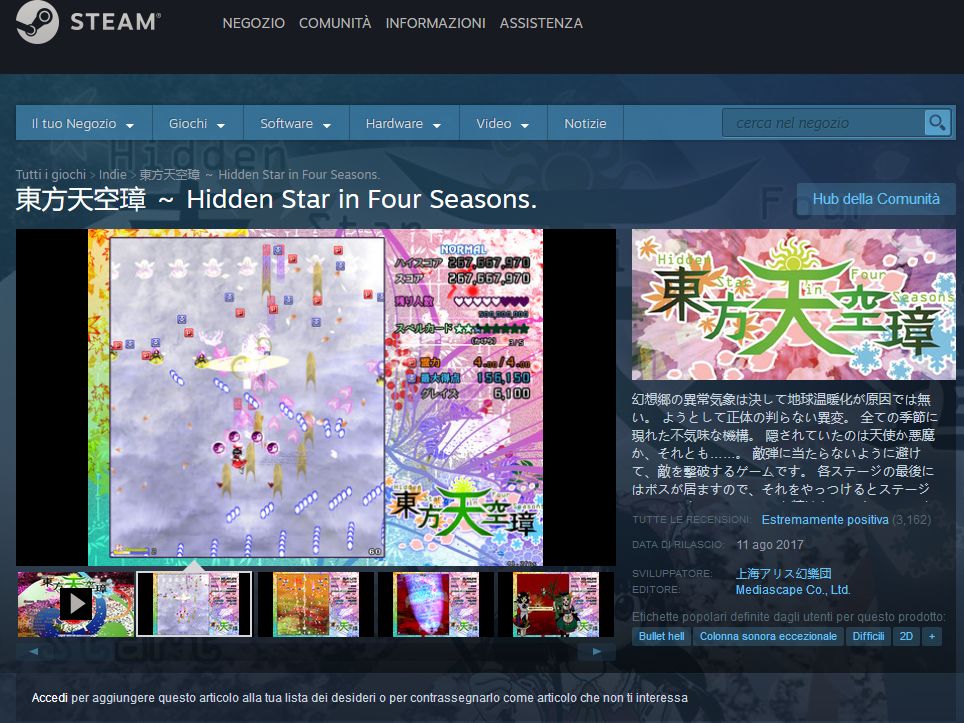 STEAM®
NEGOZIO COMUNITÀ INFORMAZIONI ASSISTENZA
Il tuo Negozio Giochi Software Hardware Video Notizie cerca nel negozio
Tutti i giochi > Indie > 東方天空璋 ～ Hidden Star in Four Seasons.
東方天空璋 ～ Hidden Star in Four Seasons.
Hub della Comunità
NORMAL
ハイスコア 267,667,970
スコア 267,667,970
残り人数
スペルカード
3/5
霊力 4.00/4.00
最大得点 156,150
グレイズ 6,100
東方天空璋
60
Hidden Star in Four Seasons
東方天空璋
幻想郷の異常気象は決して地球温暖化が原因では無
い。 ようとして正体の判らない異変。 全ての季節に
現れた不気味な機構。 隠されていたのは天使か悪魔
か、それとも……。 敵弾に当たらないように避け
て、敵を撃破するゲームです。 各ステージの最後に
はボスが居ますので、それをやっつけるとステージ
TUTTE LE RECENSIONI: Estremamente positiva (3,162)
DATA DI RILASCIO: 11 ago 2017
SVILUPPATORE: 上海アリス幻樂団
EDITORE: Mediascape Co., Ltd.
Etichette popolari definite dagli utenti per questo prodotto:
Bullet hell Colonna sonora eccezionale Difficili 2D +
Accedi per aggiungere questo articolo alla tua lista dei desideri o per contrassegnarlo come articolo che non ti interessa